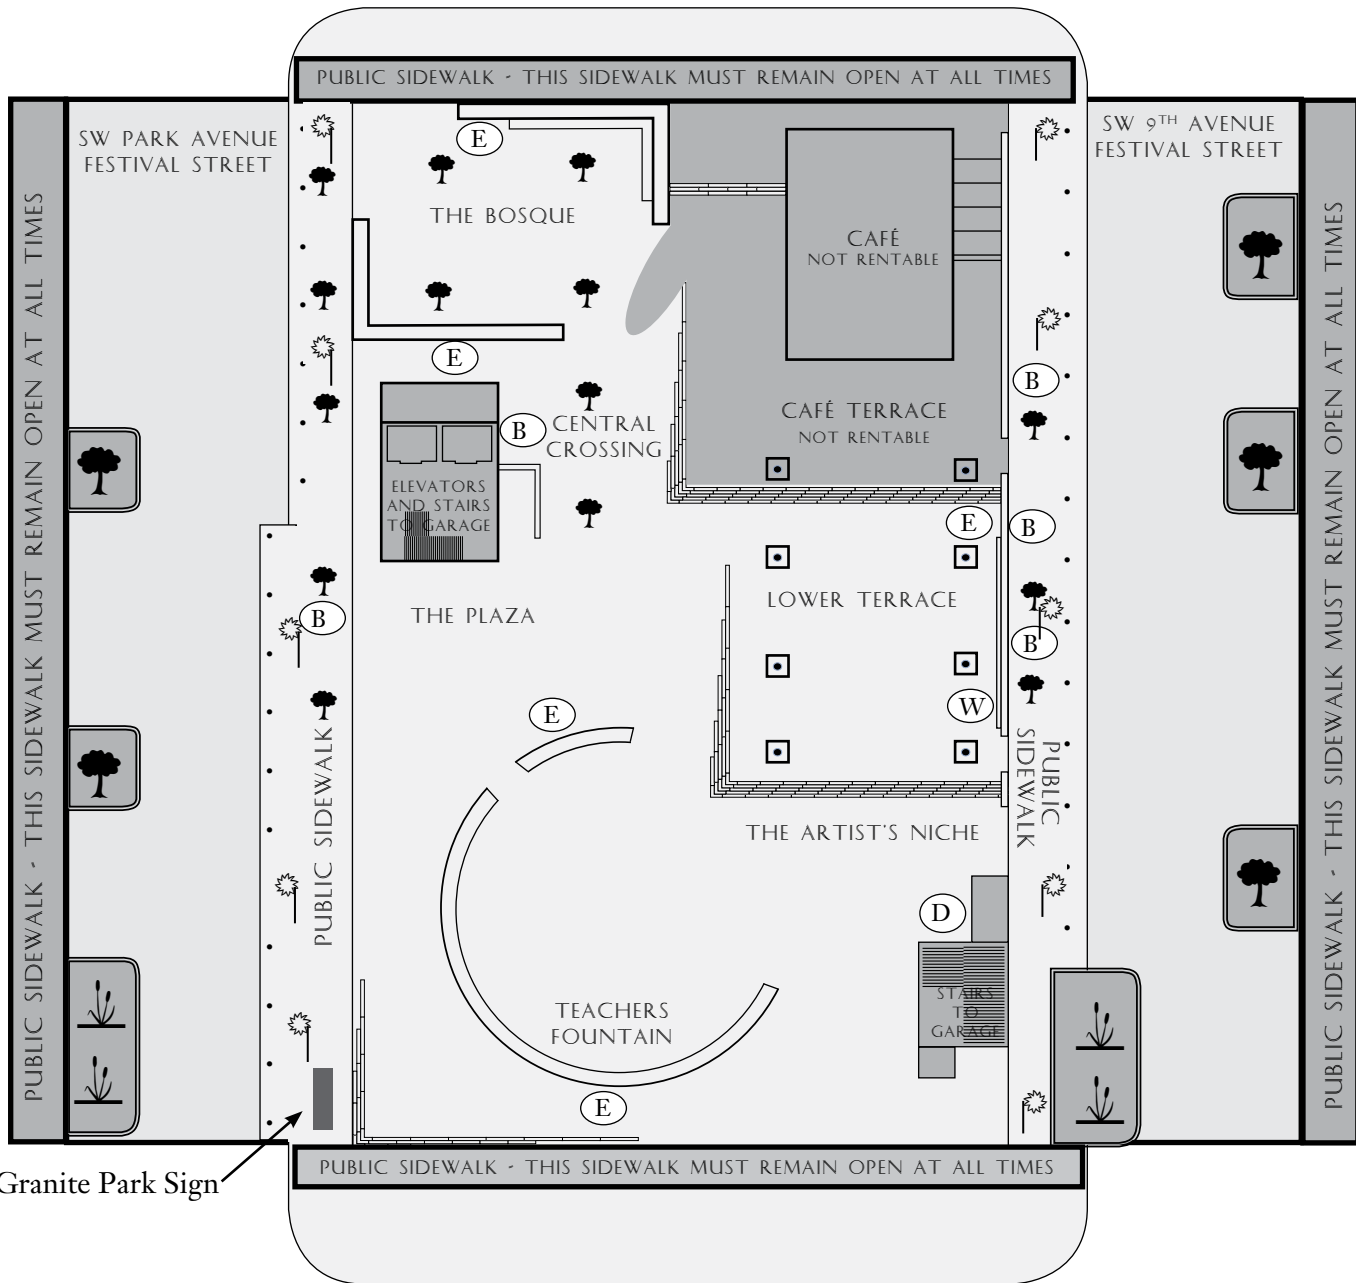 PUBLIC SIDEWALK - THIS SIDEWALK MUST REMAIN OPEN AT ALL TIMES
SW PARK AVENUE
FESTIVAL STREET
SW 9TH AVENUE
FESTIVAL STREET
PUBLIC SIDEWALK - THIS SIDEWALK MUST REMAIN OPEN AT ALL TIMES
PUBLIC SIDEWALK - THIS SIDEWALK MUST REMAIN OPEN AT ALL TIMES
E
THE BOSQUE
CAFÉ
NOT RENTABLE
E
B
CAFÉ TERRACE
NOT RENTABLE
B
CENTRAL
CROSSING
ELEVATORS
AND STAIRS
TO GARAGE
E
B
LOWER TERRACE
B
THE PLAZA
B
W
E
PUBLIC SIDEWALK
PUBLIC
SIDEWALK
THE ARTIST'S NICHE
D
STAIRS
TO
GARAGE
TEACHERS
FOUNTAIN
E
PUBLIC SIDEWALK - THIS SIDEWALK MUST REMAIN OPEN AT ALL TIMES
Granite Park Sign